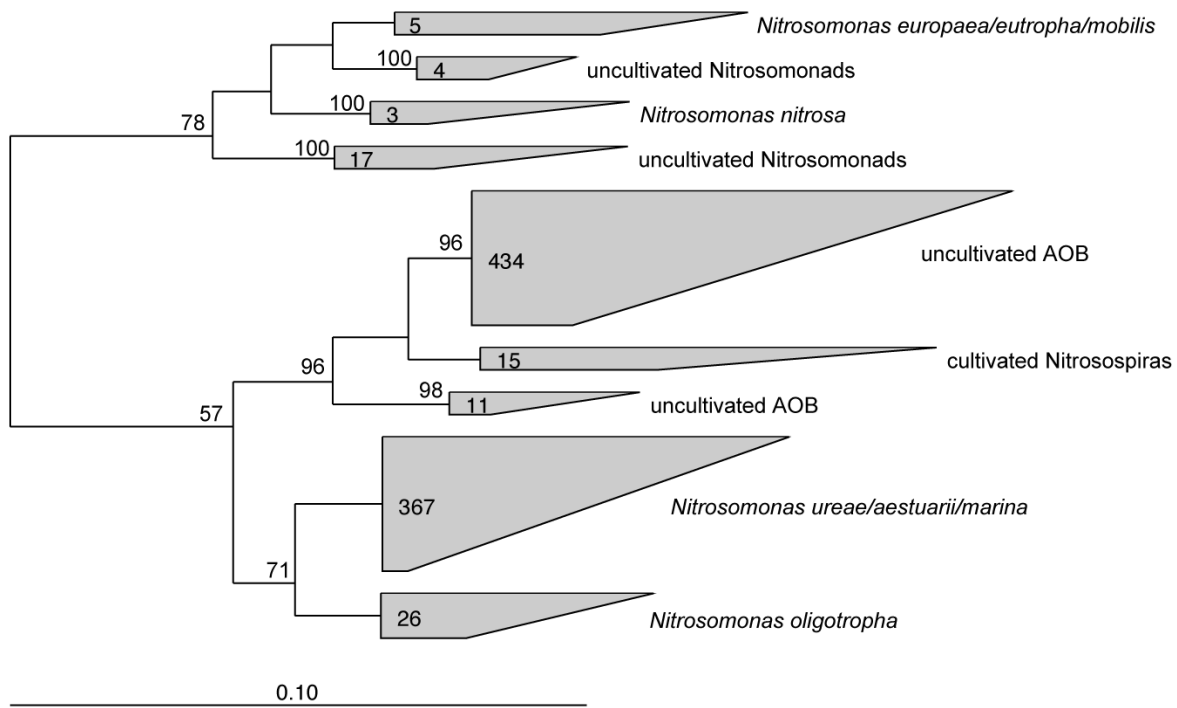 5
Nitrosomonas europaea/eutropha/mobilis
100
4
uncultivated Nitrosomonads
100
3
Nitrosomonas nitrosa
78
100
17
uncultivated Nitrosomonads
96
434
uncultivated AOB
15
cultivated Nitrosospiras
96
98
11
uncultivated AOB
57
367
Nitrosomonas ureae/aestuarii/marina
71
26
Nitrosomonas oligotropha
0.10